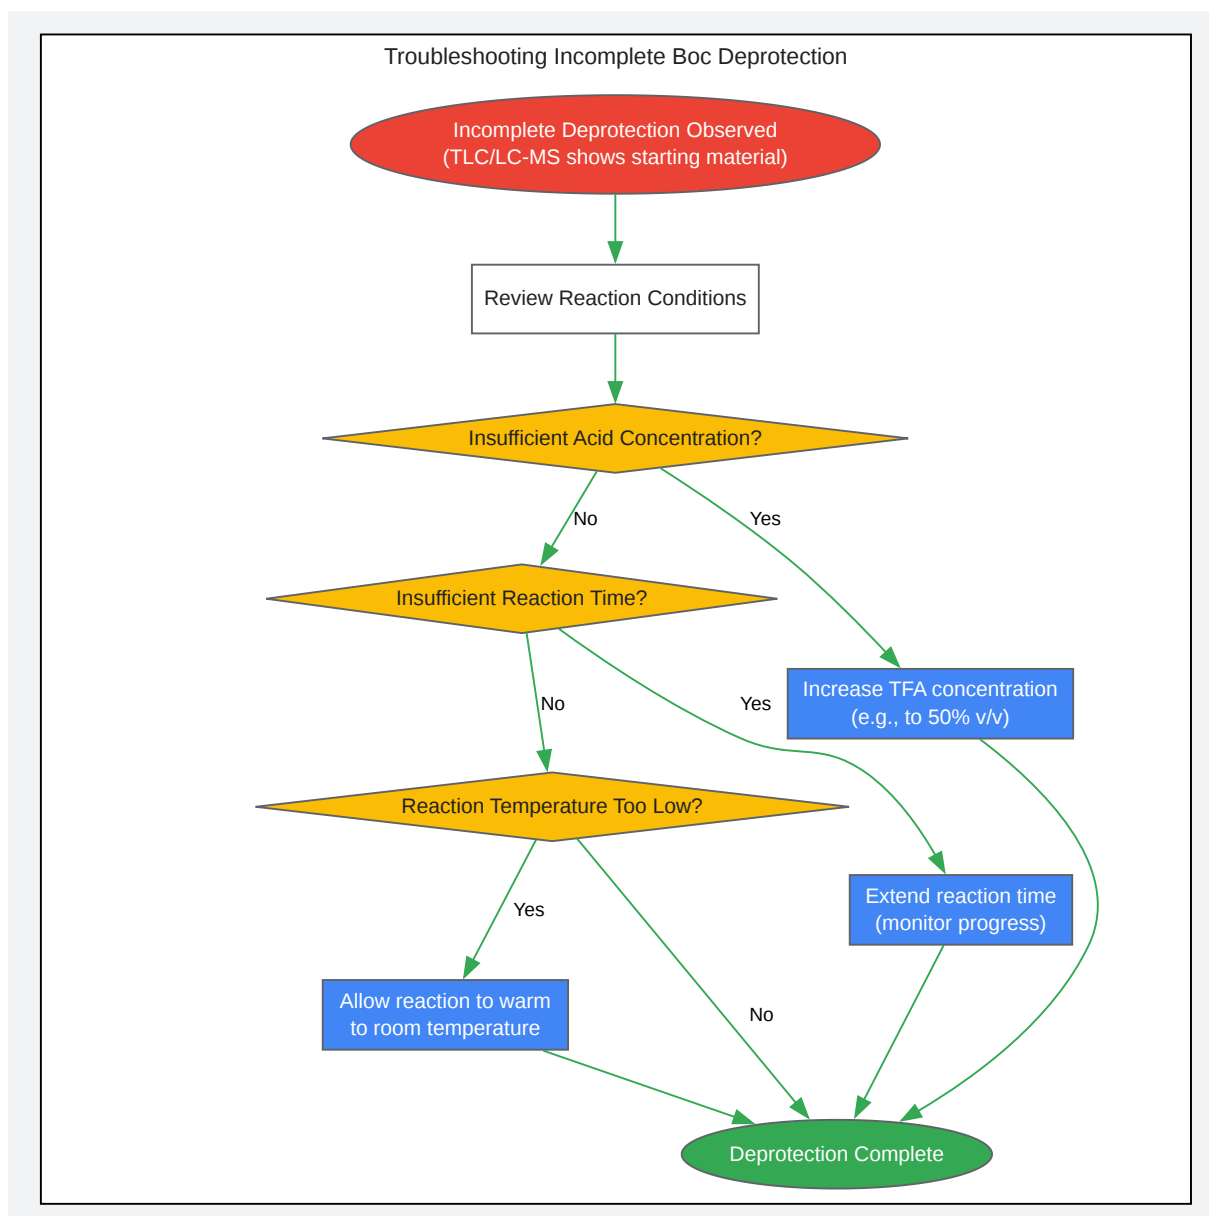 Troubleshooting Incomplete Boc Deprotection
Incomplete Deprotection Observed
(TLC/LC-MS shows starting material)
Review Reaction Conditions
Insufficient Acid Concentration?
No
Yes
Insufficient Reaction Time?
Increase TFA concentration
(e.g., to 50% v/v)
No
Yes
Reaction Temperature Too Low?
Extend reaction time
(monitor progress)
Yes
Allow reaction to warm
to room temperature
No
Deprotection Complete